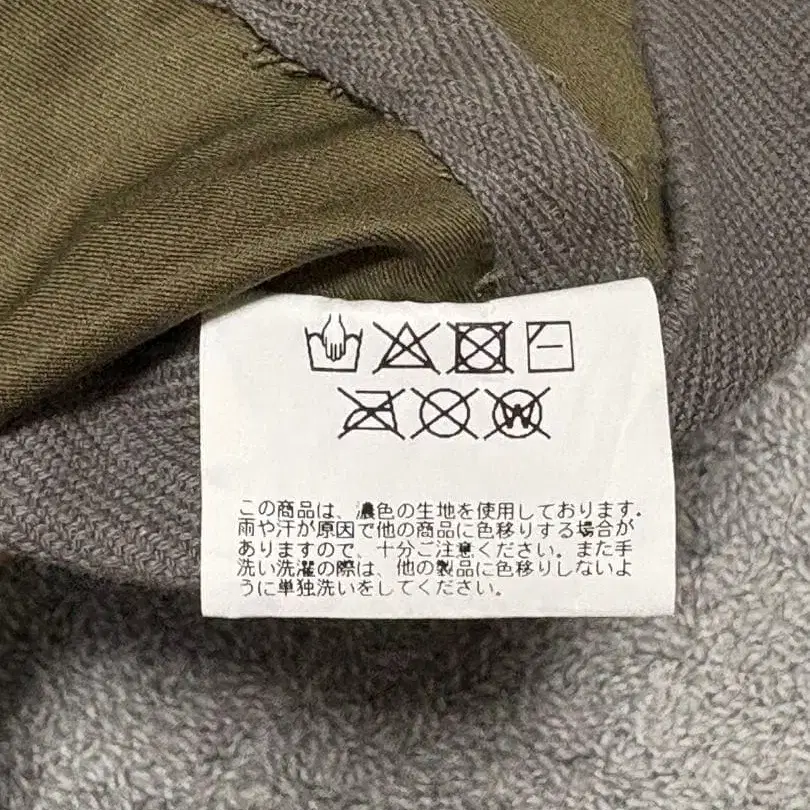 W
この商品は、濃色の生地を使用しております.
雨や汗が原因で他の商品に色移りする場合が
ありますので、十分ご注意ください。また手
洗い洗濯の際は、他の製品に色移りしないよ
うに単独洗いをしてください。